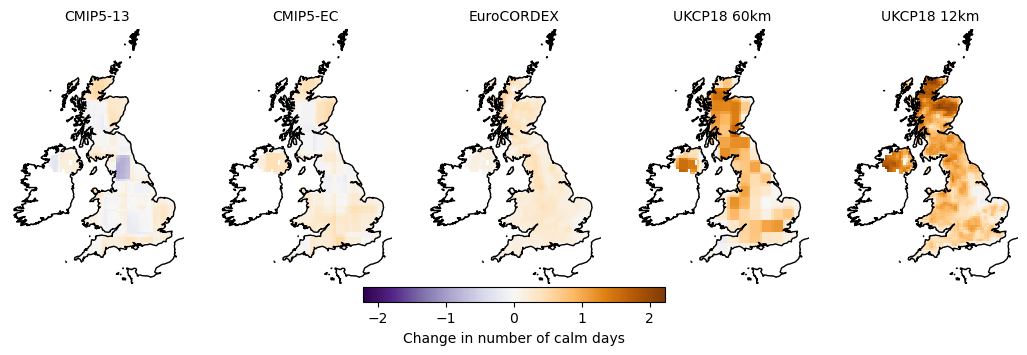 CMIP5-13 CMIP5-EC EuroCORDEX UKCP18 60km UKCP18 12km
−2 −1 0 1 2
Change in number of calm days